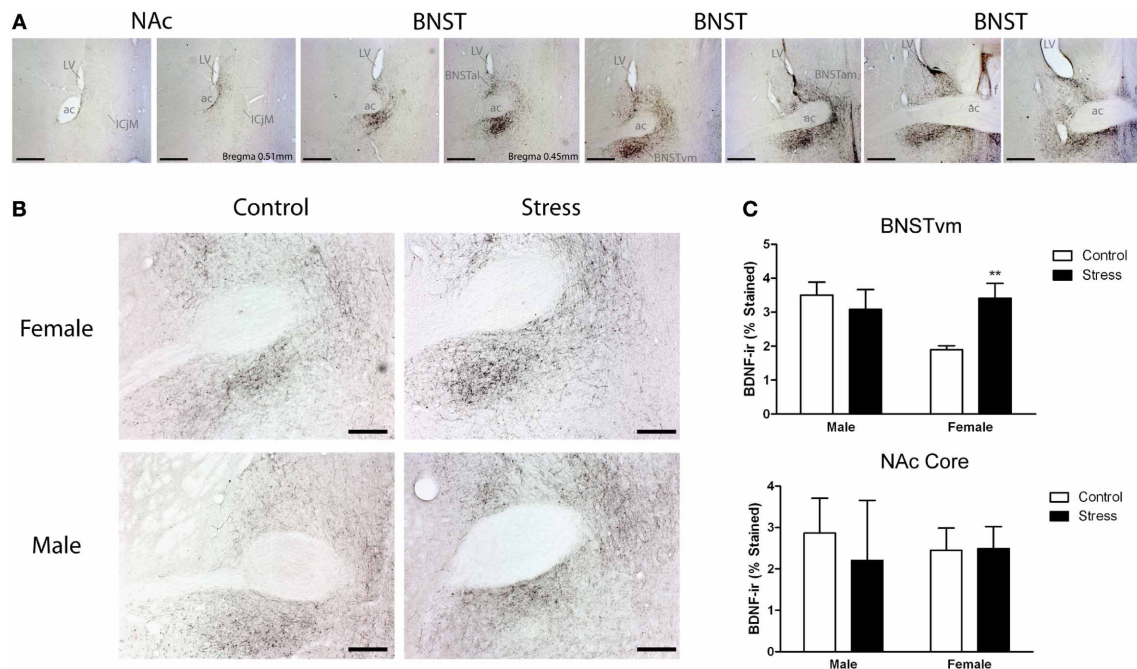 A
NAc
BNST
BNST
BNST
LV
ac
ICjM
LV
ac
ICjM
Bregma 0.51mm
LV
ac
LV
BNSTal
ac
Bregma 0.45mm
LV
ac
BNSTvm
LV
BNSTam
ac
LV
ac
f
LV
ac
B
Control
Stress
Female
Male
C
BNSTvm
BDNF-ir (% Stained)
5
4
3
2
1
0
**
Male
Female
Control
Stress
NAc Core
BDNF-ir (% Stained)
4
3
2
1
0
Male
Female
Control
Stress